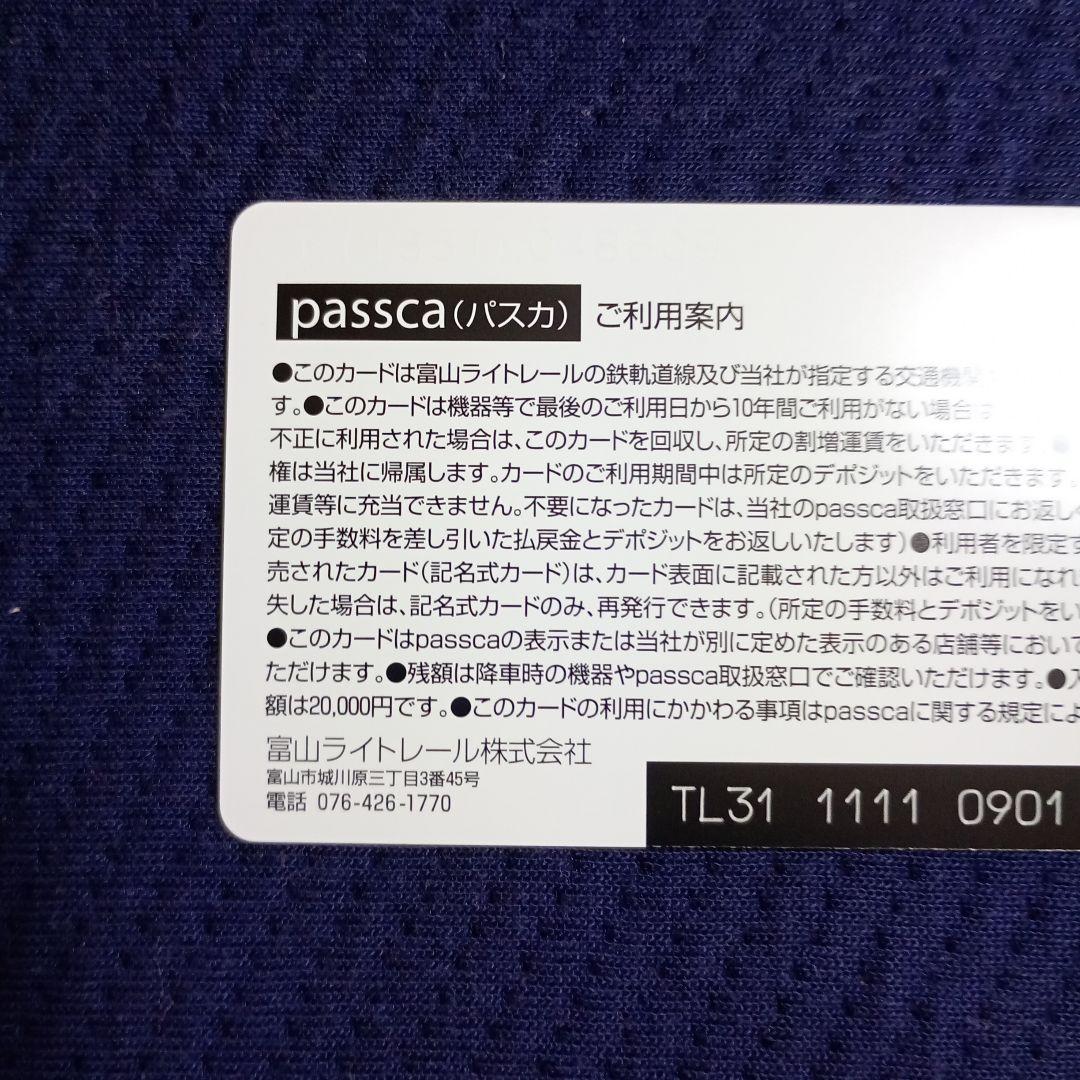 passca(パスカ) ご利用案内
●このカードは富山ライトレールの鉄軌道線及び当社が指定する交通機関
す。●このカードは機器等で最後のご利用日から10年間ご利用がない場合は
不正に利用された場合は、このカードを回収し、所定の割増運賃をいただきます。●
権は当社に帰属します。カードのご利用期間中は所定のデポジットをいただきます。
運賃等に充当できません。不要になったカードは、当社のpassca取扱窓口にお返しく
定の手数料を差し引いた払戻金とデポジットをお返しいたします)●利用者を限定す
売されたカード(記名式カード)は、カード表面に記載された方以外はご利用になれ
失した場合は、記名式カードのみ、再発行できます。(所定の手数料とデポジットをい
●このカードはpasscaの表示または当社が別に定めた表示のある店舗等において
ただけます。●残額は降車時の機器やpassca取扱窓口でご確認いただけます。●入
額は20,000円です。●このカードの利用にかかわる事項はpasscaに関する規定によ
富山ライトレール株式会社
富山市城川原三丁目3番45号
電話 076-426-1770
TL31 1111 0901